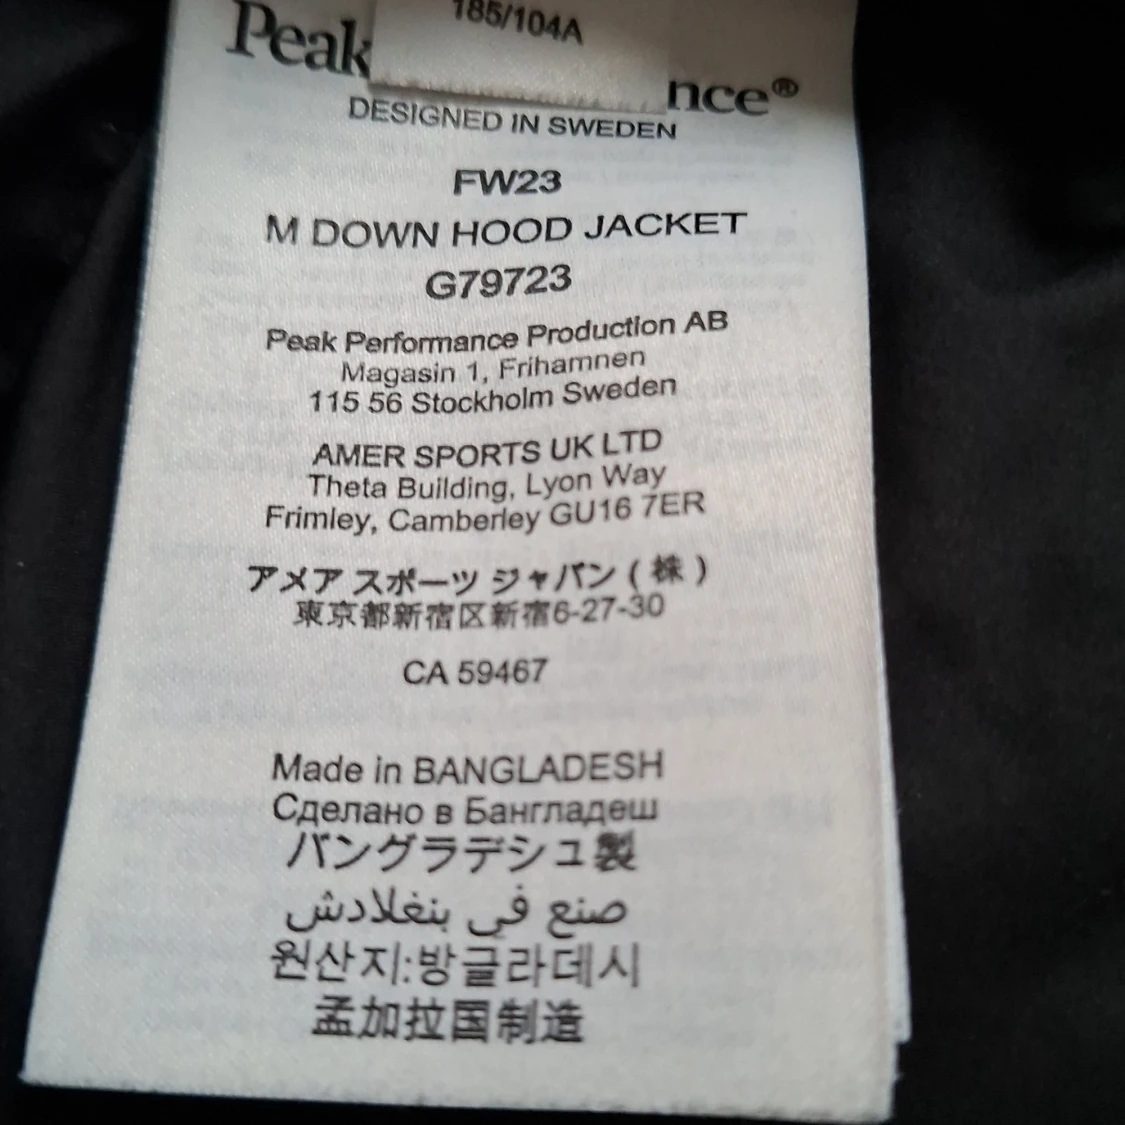 185/104A
Peak nce®
DESIGNED IN SWEDEN
FW23
M DOWN HOOD JACKET
G79723
Peak Performance Production AB
Magasin 1, Frihamnen
115 56 Stockholm Sweden
AMER SPORTS UK LTD
Theta Building, Lyon Way
Frimley, Camberley GU16 7ER
アメア スポーツ ジャパン ( 株 )
東京都新宿区新宿6-27-30
CA 59467
Made in BANGLADESH
Сделано в Бангладеш
バングラデシュ製
صنع في بنغلادش
원산지:방글라데시
孟加拉国制造